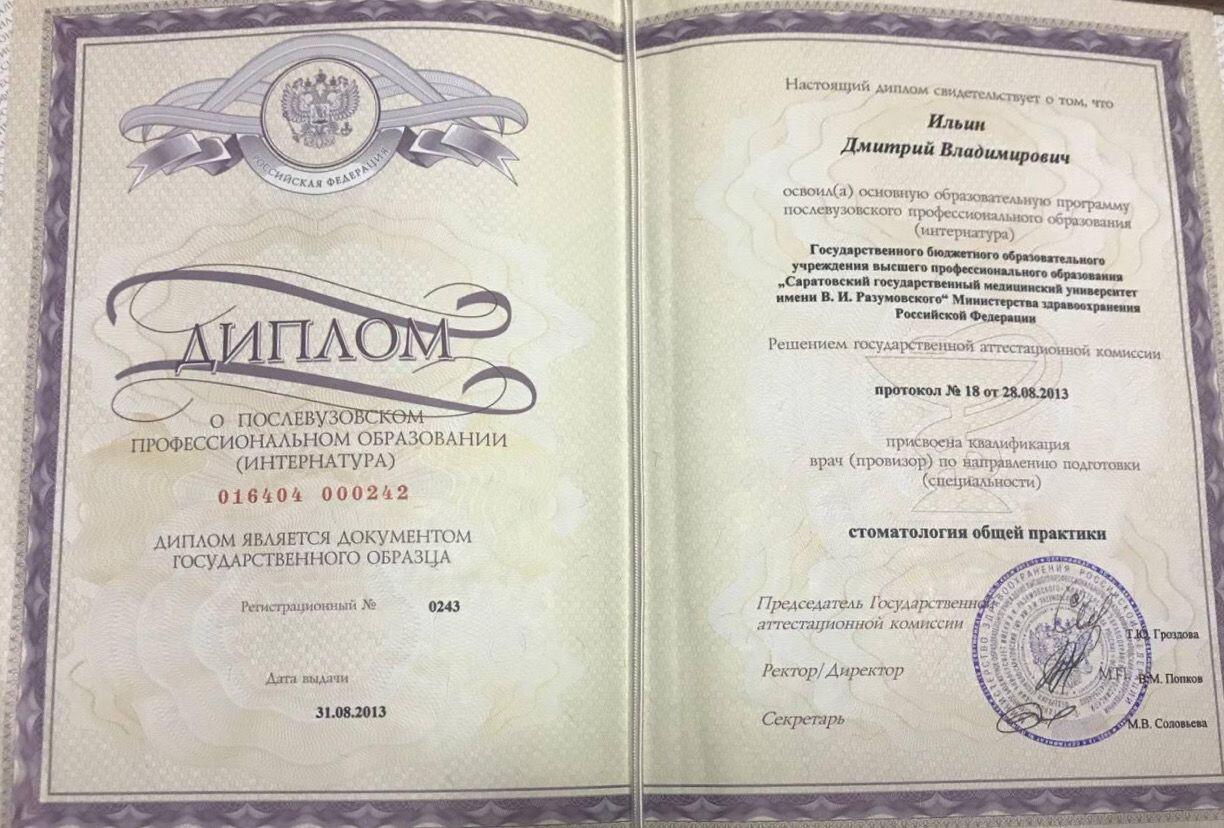 РОССИЙСКАЯ ФЕДЕРАЦИЯ
ДИПЛОМ
О ПОСЛЕВУЗОВСКОМ
ПРОФЕССИОНАЛЬНОМ ОБРАЗОВАНИИ
(ИНТЕРНАТУРА)
016404 000242
ДИПЛОМ ЯВЛЯЕТСЯ ДОКУМЕНТОМ
ГОСУДАРСТВЕННОГО ОБРАЗЦА
Регистрационный № 0243
Дата выдачи
31.08.2013
Настоящий диплом свидетельствует о том, что
Ильин
Дмитрий Владимирович
освоил(а) основную образовательную программу
послевузовского профессионального образования
(интернатура)
Государственного бюджетного образовательного
учреждения высшего профессионального образования
„Саратовский государственный медицинский университет
имени В. И. Разумовского“ Министерства здравоохранения
Российской Федерации
Решением государственной аттестационной комиссии
протокол № 18 от 28.08.2013
присвоена квалификация
врач (провизор) по направлению подготовки
(специальности)
стоматология общей практики
Председатель Государственной
аттестационной комиссии
Т.Ю. Гроздова
Ректор/Директор М.П. В.М. Попков
Секретарь М.В. Соловьева